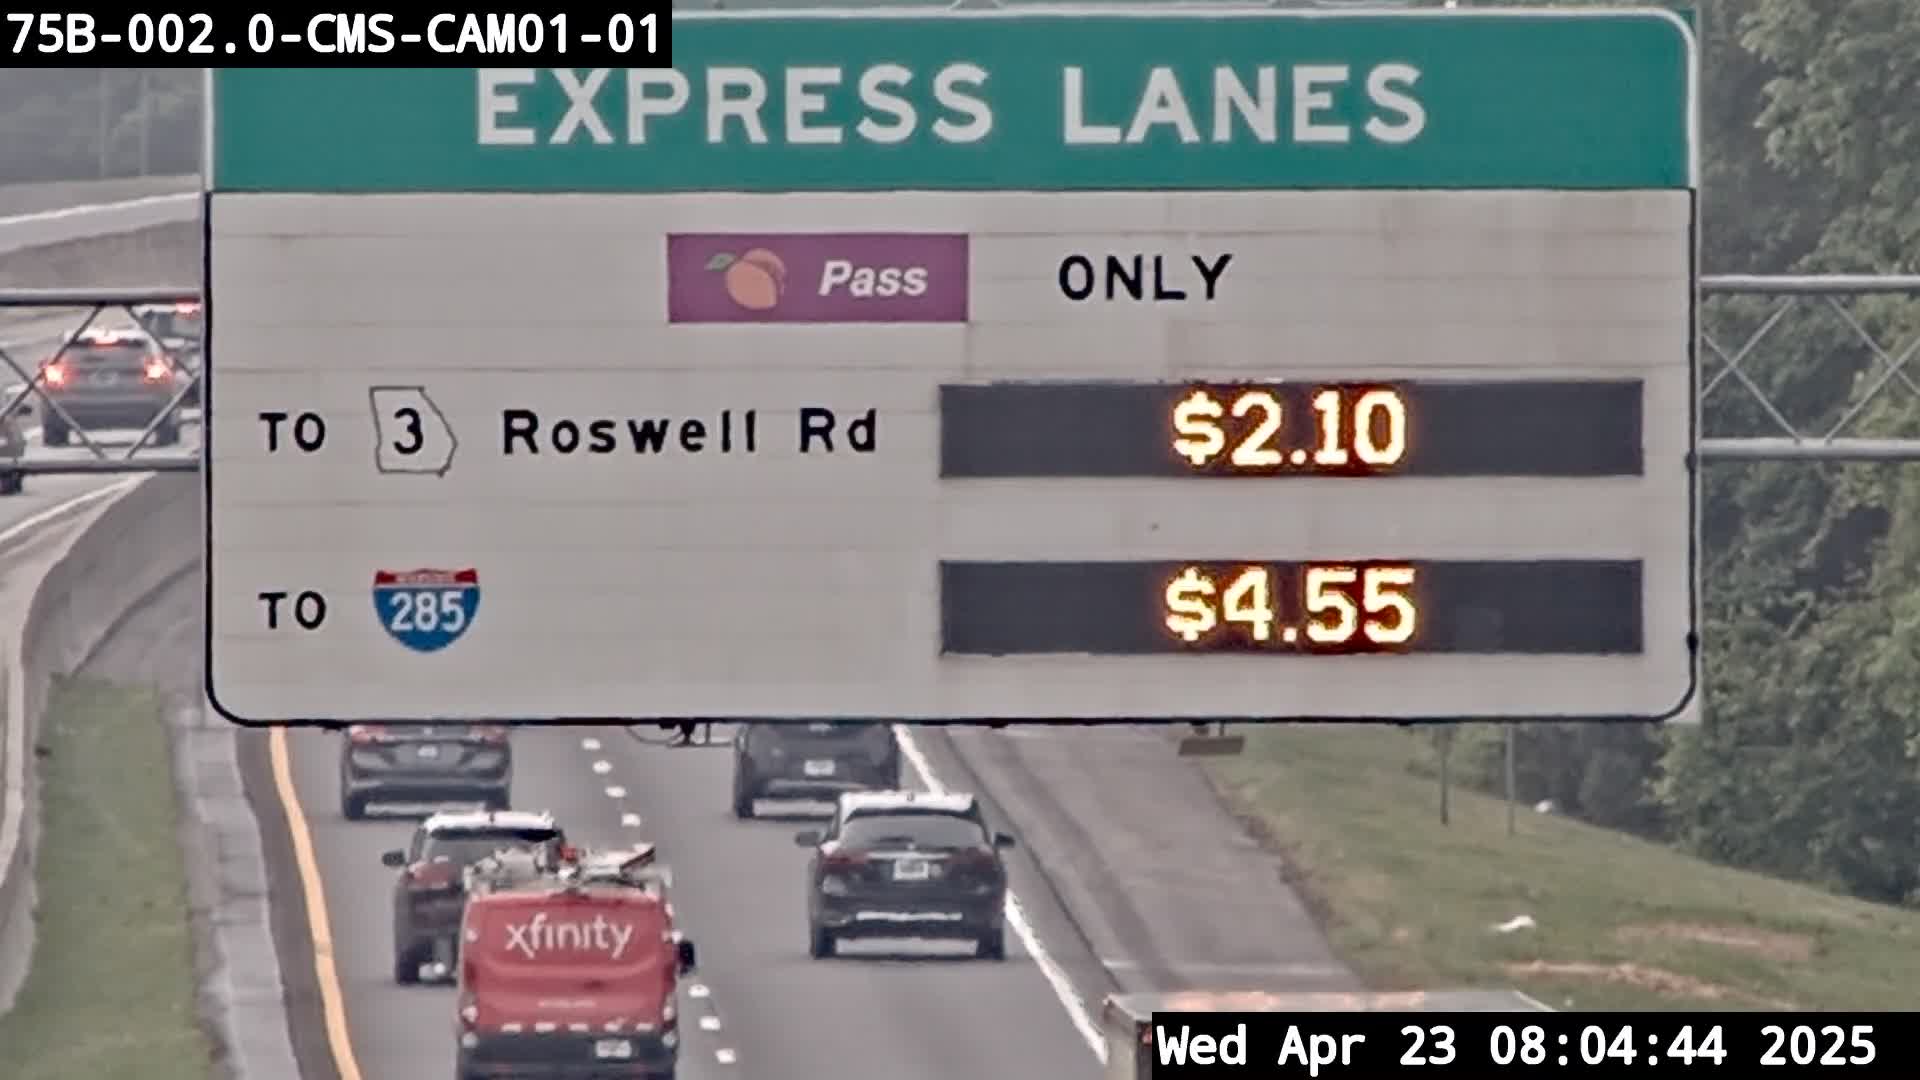 75B-002.0-CMS-CAM01-01
EXPRESS LANES
Pass ONLY
TO 3 Roswell Rd $2.10
TO 285 $4.55
xfinity
Wed Apr 23 08:04:44 2025